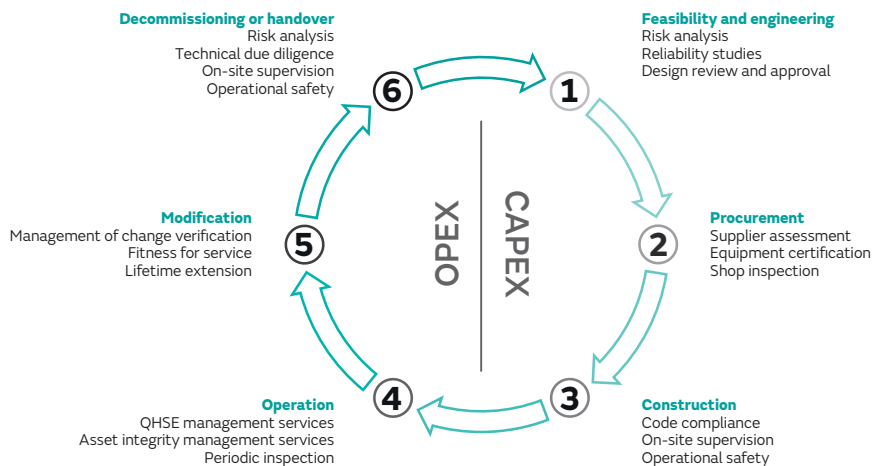 Decommissioning or handover
Risk analysis
Technical due diligence
On-site supervision
Operational safety
6
Feasibility and engineering
Risk analysis
Reliability studies
Design review and approval
1
Modification
Management of change verification
Fitness for service
Lifetime extension
5
OPEX
CAPEX
2
Procurement
Supplier assessment
Equipment certification
Shop inspection
Operation
QHSE management services
Asset integrity management services
Periodic inspection
4
3
Construction
Code compliance
On-site supervision
Operational safety